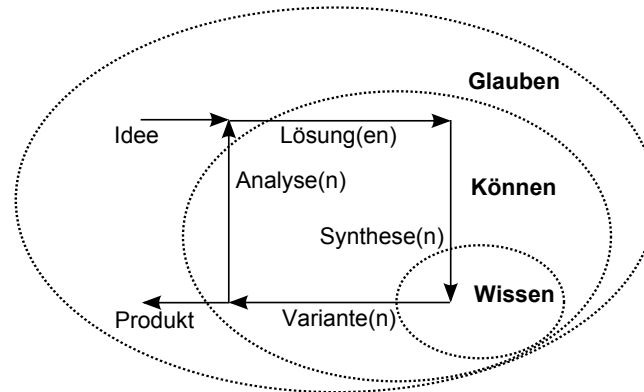 Glauben
Idee
Lösung(en)
Analyse(n)
Können
Synthese(n)
Wissen
Produkt
Variante(n)